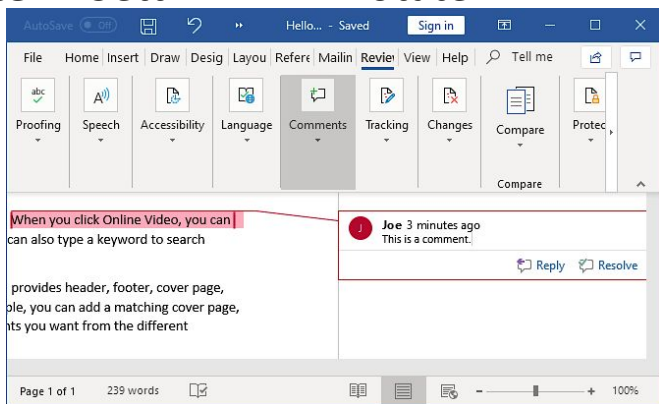 AutoSave Off Hello... - Saved Sign in
File Home Insert Draw Desig Layou Refere Mailin Review View Help Tell me
abc
A
Proofing Speech Accessibility Language Comments Tracking Changes Compare Protec
Compare
When you click Online Video, you can
can also type a keyword to search
provides header, footer, cover page,
ple, you can add a matching cover page,
nts you want from the different
J Joe 3 minutes ago
This is a comment.
Reply Resolve
Page 1 of 1 239 words 100%